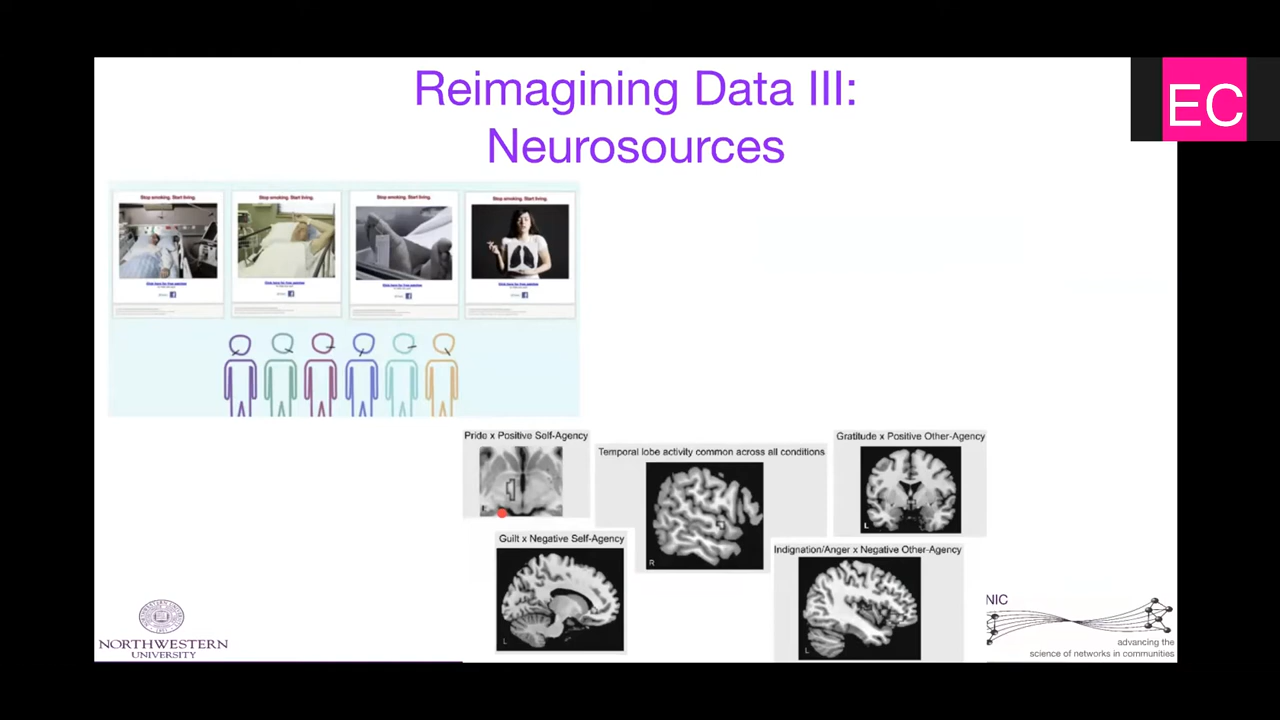 Reimagining Data III:
Neurosources
EC
Stop smoking. Start living.
Stop smoking. Start living.
Stop smoking. Start living.
Stop smoking. Start living.
Pride x Positive Self-Agency
L
Temporal lobe activity common across all conditions
R
Gratitude x Positive Other-Agency
L
Guilt x Negative Self-Agency
L
Indignation/Anger x Negative Other-Agency
L
NORTHWESTERN
UNIVERSITY
NIC
advancing the
science of networks in communities